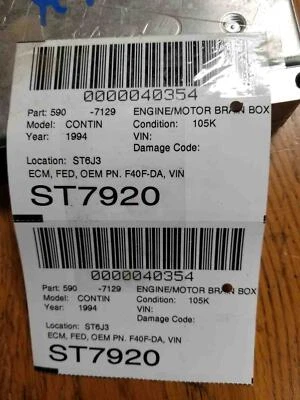 0000040354
Part: 590 -7129 ENGINE/MOTOR BRAIN BOX
Model: CONTIN Condition: 105K
Year: 1994 VIN:
Damage Code:
Location: ST6J3
ECM, FED, OEM PN. F40F-DA, VIN
ST7920
0000040354
Part: 590 -7129 ENGINE/MOTOR BRAIN BOX
Model: CONTIN Condition: 105K
Year: 1994 VIN:
Damage Code:
Location: ST6J3
ECM, FED, OEM PN. F40F-DA, VIN
ST7920